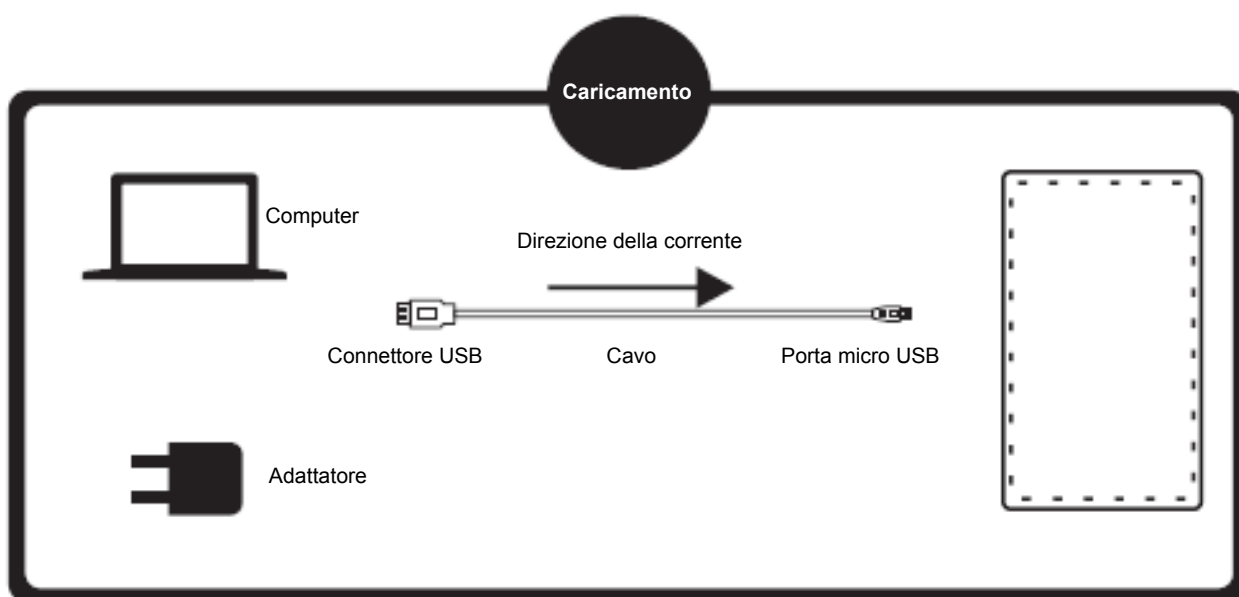 Caricamento
Computer
Direzione della corrente
Connettore USB
Cavo
Porta micro USB
Adattatore